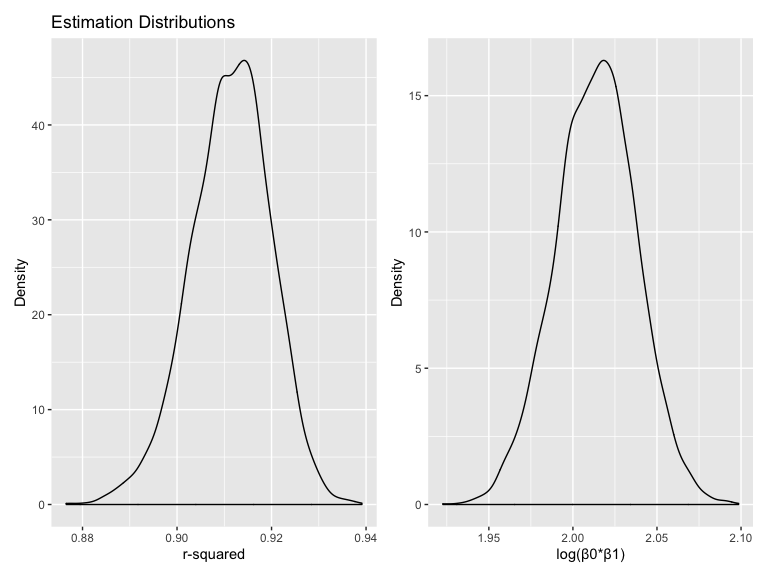 Estimation Distributions
Density
40
30
20
10
0
0.88 0.90 0.92 0.94
r-squared
Density
15
10
5
0
1.95 2.00 2.05 2.10
log(β0*β1)